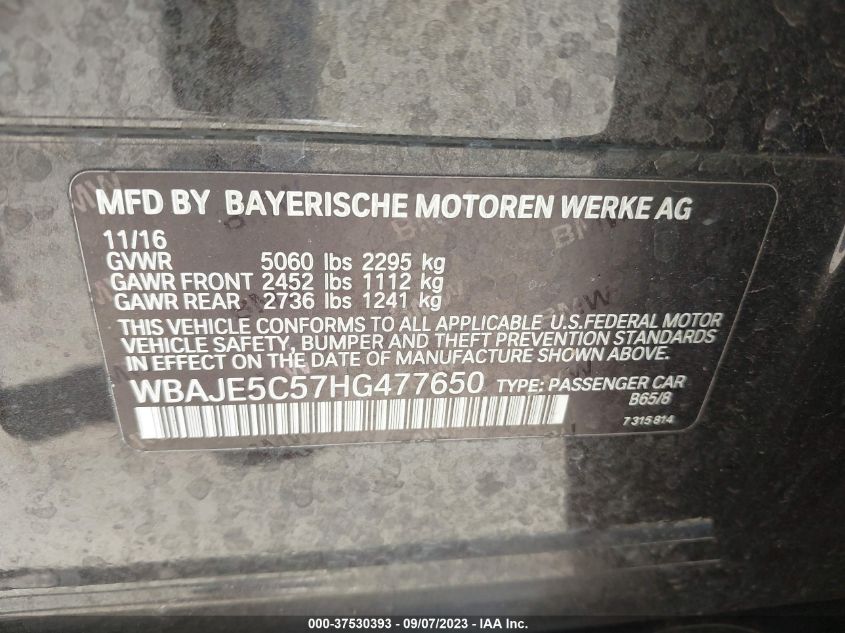 MFD BY BAYERISCHE MOTOREN WERKE AG
11/16
GVWR 5060 lbs 2295 kg
GAWR FRONT 2452 lbs 1112 kg
GAWR REAR 2736 lbs 1241 kg
THIS VEHICLE CONFORMS TO ALL APPLICABLE U.S.FEDERAL MOTOR
VEHICLE SAFETY, BUMPER AND THEFT PREVENTION STANDARDS
IN EFFECT ON THE DATE OF MANUFACTURE SHOWN ABOVE.
WBAJE5C57HG477650 TYPE: PASSENGER CAR
B65/8
7315814
000-37530393 - 09/07/2023 - © IAA Inc.